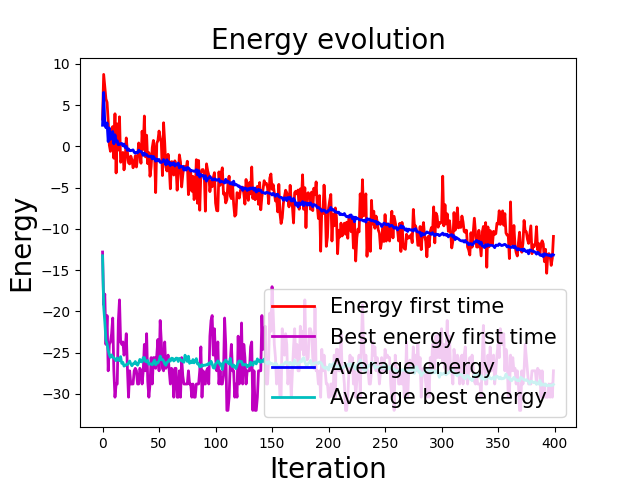 Energy evolution
Energy
10
5
0
−5
−10
−15
−20
−25
−30
Energy first time
Best energy first time
Average energy
Average best energy
0 50 100 150 200 250 300 350 400
Iteration